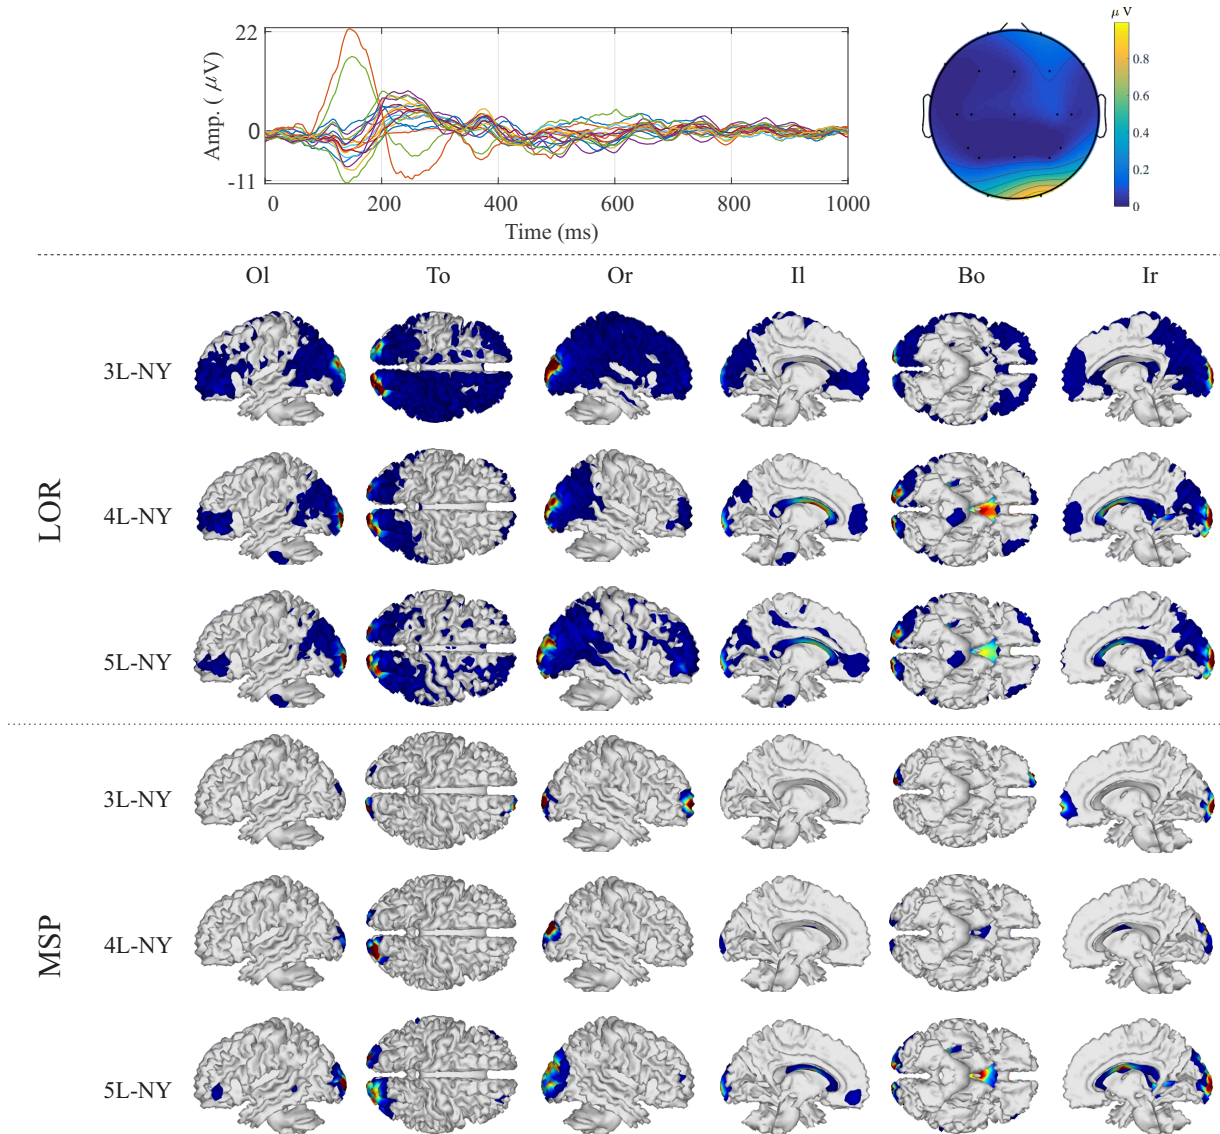 22
0
-11
Amp. ( μV)
0 200 400 600 800 1000
Time (ms)
μ V
0.8
0.6
0.4
0.2
0
Ol To Or Il Bo Ir
LOR
3L-NY
4L-NY
5L-NY
MSP
3L-NY
4L-NY
5L-NY